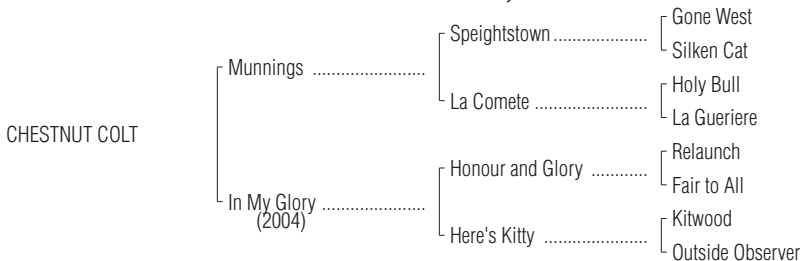 Gone West
Speightstown ........................
Silken Cat
Munnings ........................
Holy Bull
La Comete ........................
La Gueriere
CHESTNUT COLT
Relaunch
Honour and Glory ............
Fair to All
In My Glory ......................
(2004)
Kitwood
Here's Kitty ......................
Outside Observer